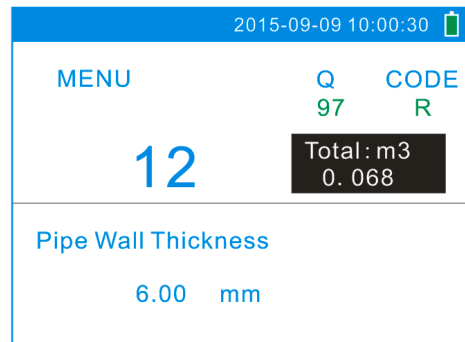 2015-09-09 10:00:30
MENU Q CODE
97 R
12
Total:m3
0.068
Pipe Wall Thickness
6.00 mm